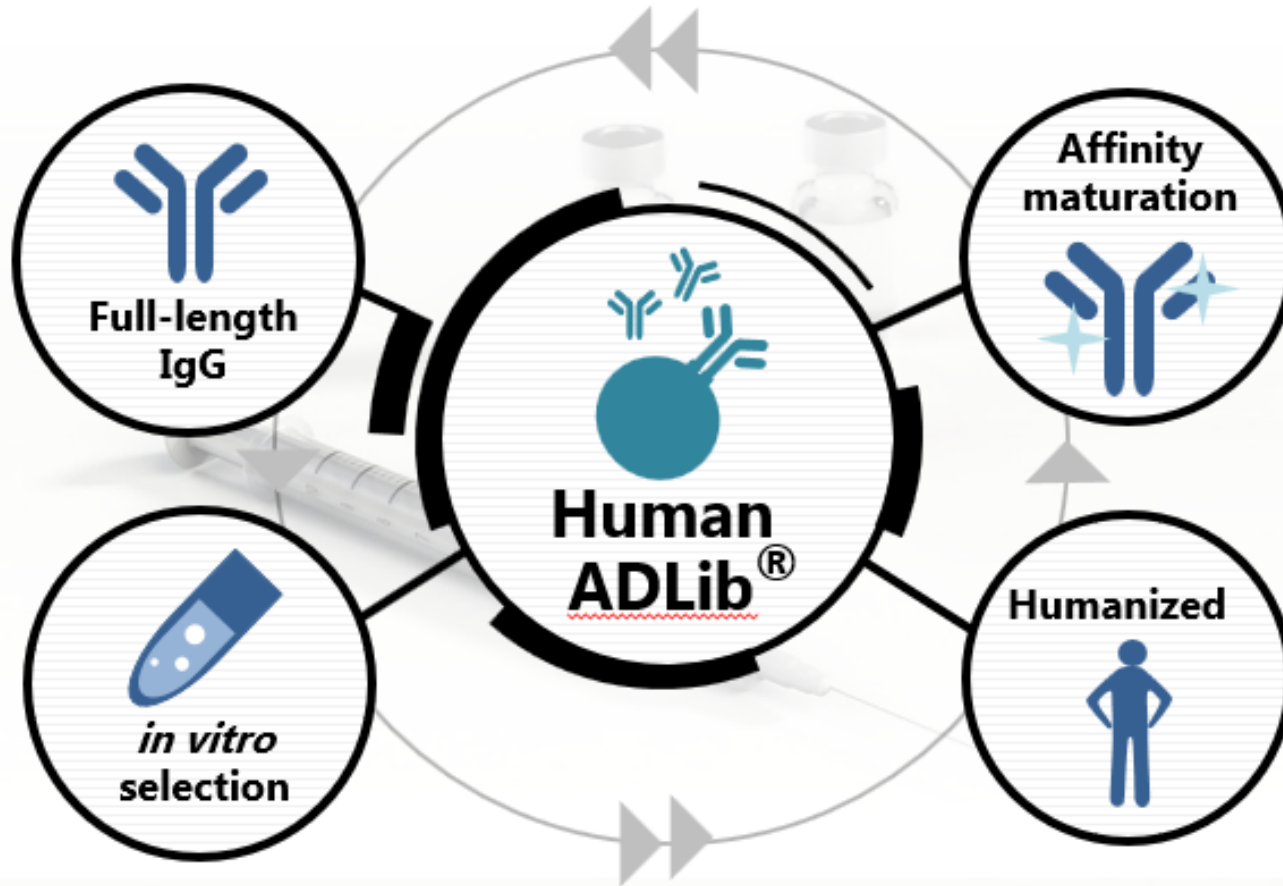 Full-length
IgG
Affinity
maturation
Human
ADLib®
in vitro
selection
Humanized